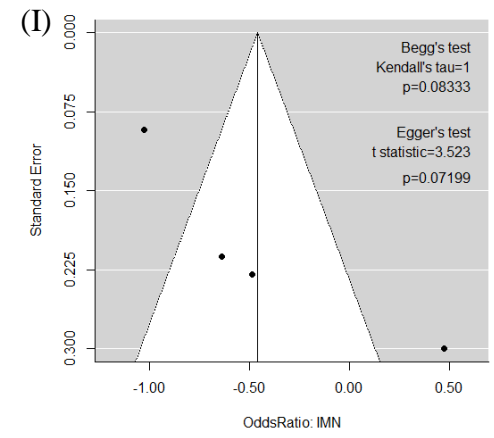 (I)
Begg's test
Kendall's tau=1
p=0.08333
Egger's test
t statistic=3.523
p=0.07199
Standard Error
0.000
0.075
0.150
0.225
0.300
-1.00 -0.50 0.00 0.50
OddsRatio: IMN